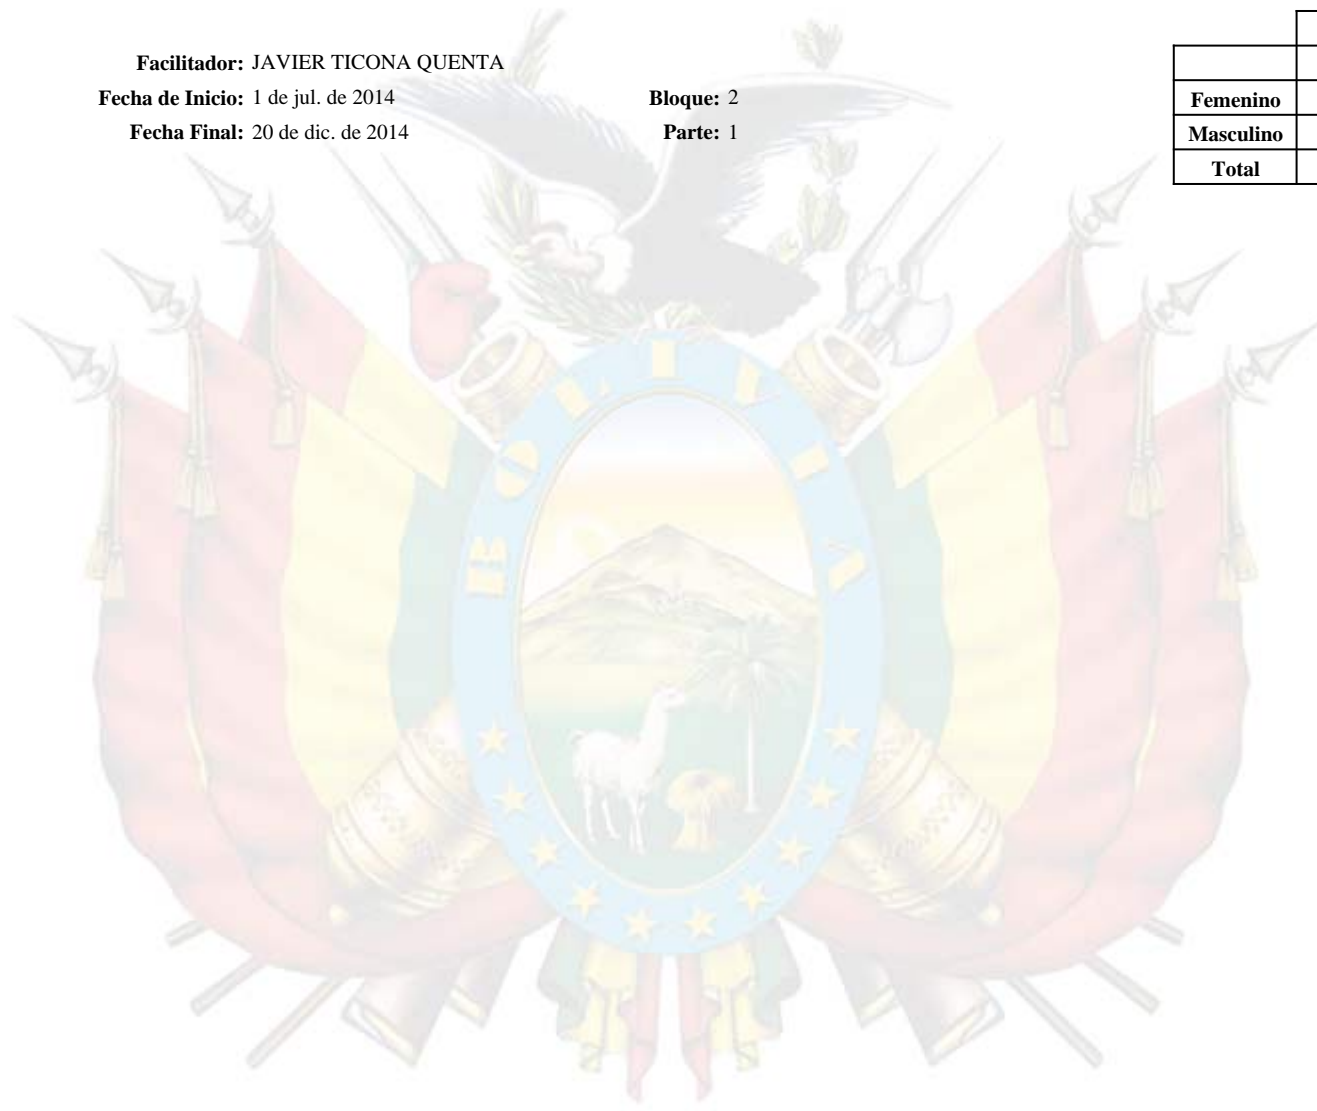 Facilitador: JAVIER TICONA QUENTA
Fecha de Inicio: 1 de jul. de 2014 Bloque: 2
Femenino
Fecha Final: 20 de dic. de 2014 Parte: 1
Masculino
Total
BOLIVIA